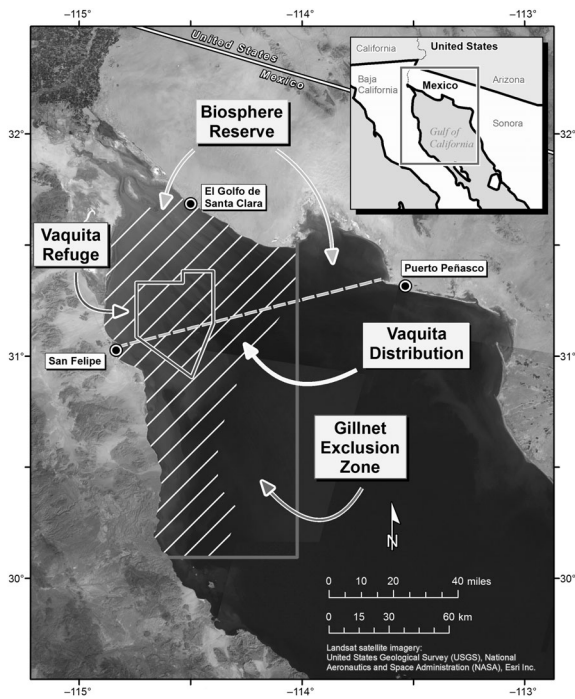 −115°
−114°
−113°
United States
Mexico
California
United States
Baja
California
Mexico
Arizona
Sonora
Gulf of
California
32°
32°
Biosphere
Reserve
El Golfo de
Santa Clara
Vaquita
Refuge
Puerto Peñasco
31°
31°
San Felipe
Vaquita
Distribution
Gillnet
Exclusion
Zone
N
30°
30°
0 10 20 40 miles
0 15 30 60 km
Landsat satellite imagery:
United States Geological Survey (USGS), National
Aeronautics and Space Administration (NASA), Esri Inc.
−115°
−114°
−113°